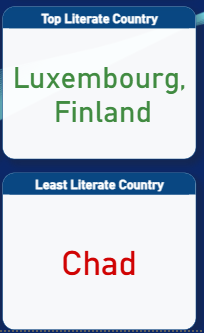 Top Literate Country
Luxembourg,
Finland
Least Literate Country
Chad